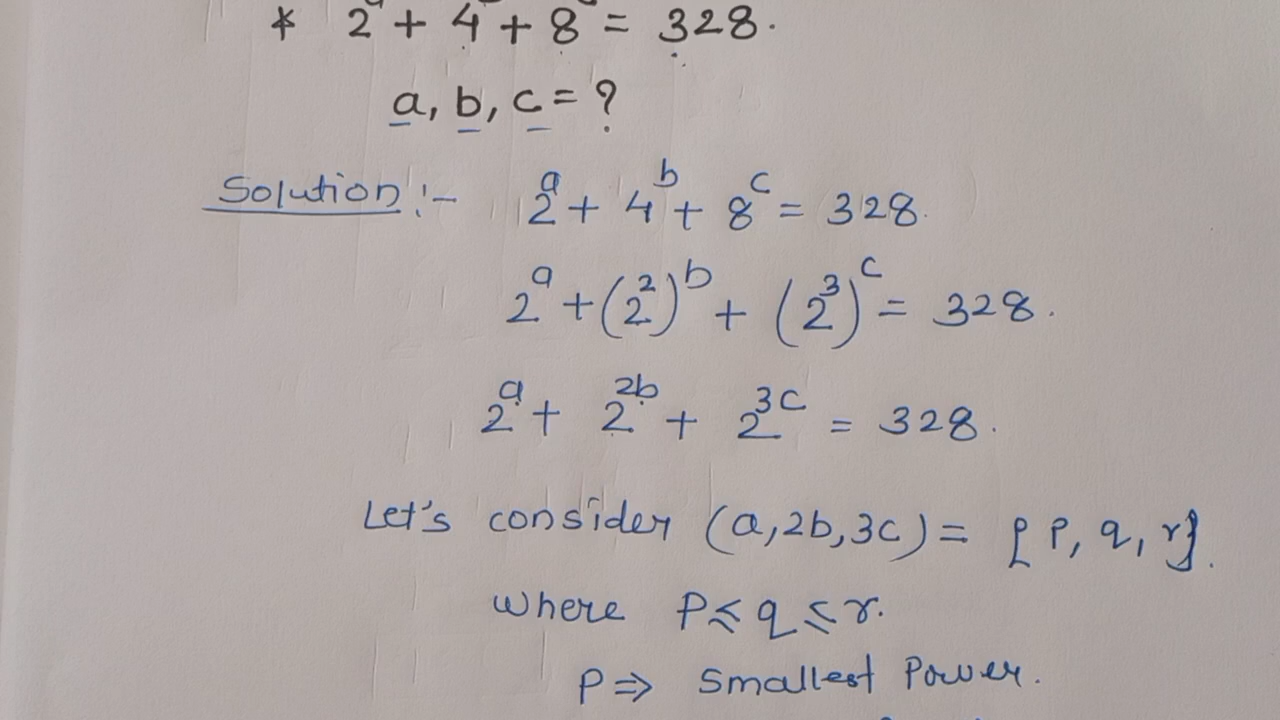 * 2^a + 4 + 8 = 328.
a, b, c = ?
Solution :- 2^a + 4^b + 8^c = 328.
2^a + (2^2)^b + (2^3)^c = 328.
2^a + 2^2b + 2^3c = 328.
Let's consider (a, 2b, 3c) = {P, q, r}.
where P ≤ q ≤ r.
P ⇒ Smallest Power.